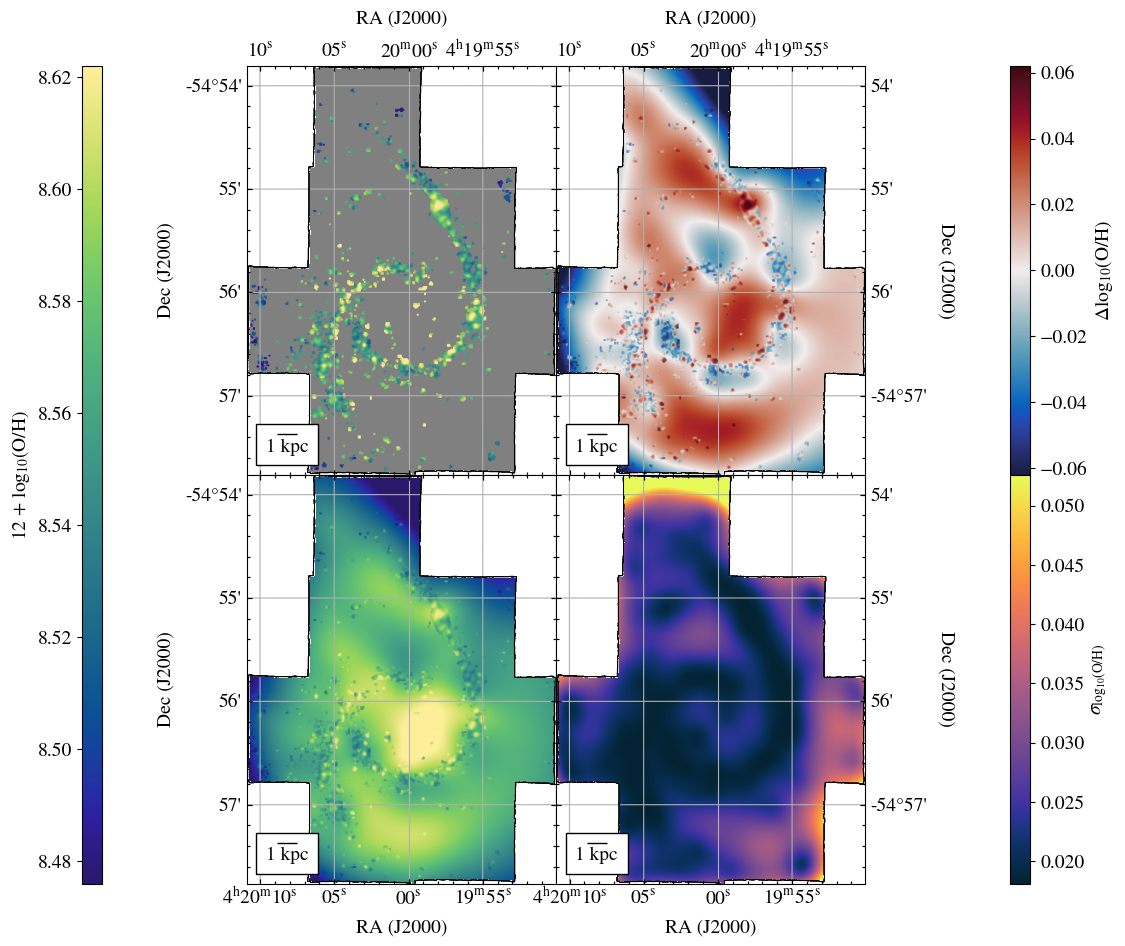 RA (J2000) RA (J2000)
10ˢ 05ˢ 20ᵐ00ˢ 4ʰ19ᵐ55ˢ 10ˢ 05ˢ 20ᵐ00ˢ 4ʰ19ᵐ55ˢ
-54°54'
55'
56'
57'
Dec (J2000)
1 kpc
54'
55'
56'
-54°57'
Dec (J2000)
1 kpc
-54°54'
55'
56'
57'
Dec (J2000)
1 kpc
54'
55'
56'
-54°57'
Dec (J2000)
1 kpc
4ʰ20ᵐ10ˢ 05ˢ 00ˢ 19ᵐ55ˢ 4ʰ20ᵐ10ˢ 05ˢ 00ˢ 19ᵐ55ˢ
RA (J2000) RA (J2000)
8.62
8.60
8.58
8.56
8.54
8.52
8.50
8.48
12 + log₁₀(O/H)
0.06
0.04
0.02
0.00
−0.02
−0.04
−0.06
Δlog₁₀(O/H)
0.050
0.045
0.040
0.035
0.030
0.025
0.020
σlog₁₀(O/H)